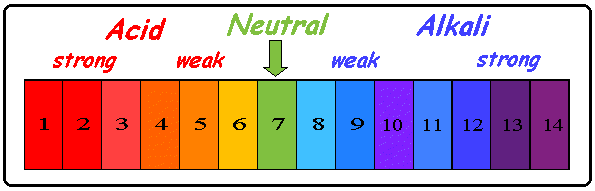 Acid Neutral Alkali
strong weak weak strong
1 2 3 4 5 6 7 8 9 10 11 12 13 14